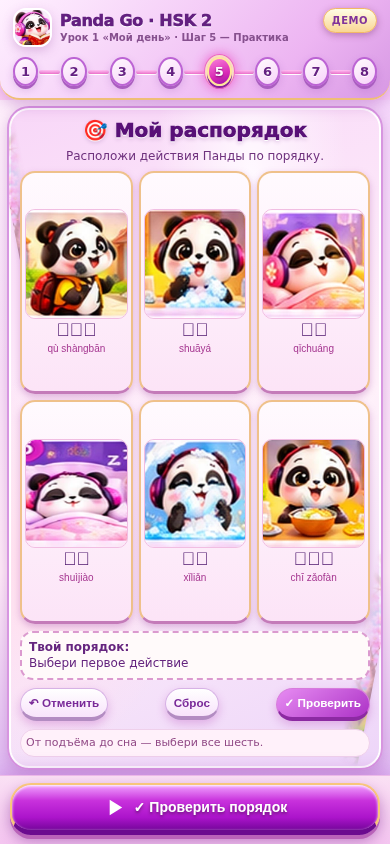 Panda Go · HSK 2
Урок 1 «Мой день» · Шаг 5 — Практика
ДЕМО
1 2 3 4 5 6 7 8
🎯 Мой распорядок
Расположи действия Панды по порядку.
qù shàngbān
shuāyá
qǐchuáng
shuìjiào
xǐliǎn
chī zǎofàn
Твой порядок:
Выбери первое действие
↶ Отменить
Сброс
✓ Проверить
От подъёма до сна — выбери все шесть.
▶ ✓ Проверить порядок